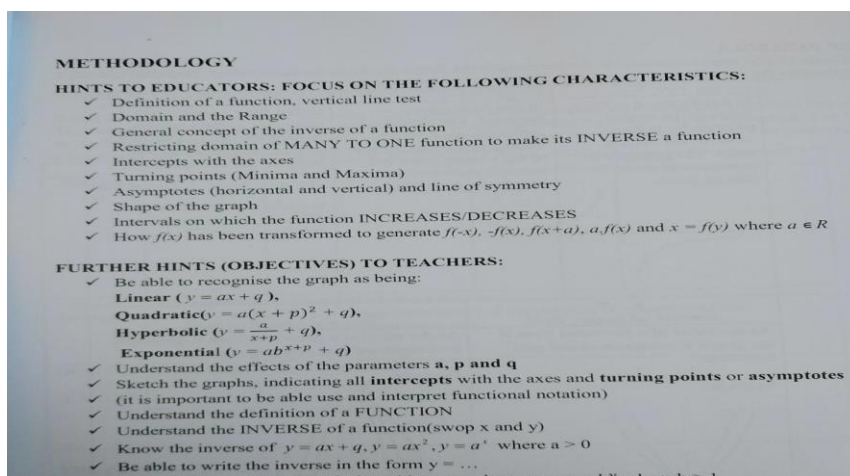 METHODOLOGY
HINTS TO EDUCATORS: FOCUS ON THE FOLLOWING CHARACTERISTICS:
✓ Definition of a function, vertical line test
✓ Domain and the Range
✓ General concept of the inverse of a function
✓ Restricting domain of MANY TO ONE function to make its INVERSE a function
✓ Intercepts with the axes
✓ Turning points (Minima and Maxima)
✓ Asymptotes (horizontal and vertical) and line of symmetry
✓ Shape of the graph
✓ Intervals on which the function INCREASES/DECREASES
✓ How f(x) has been transformed to generate f(-x), -f(x), f(x+a), a.f(x) and x = f(y) where a ∈ R
FURTHER HINTS (OBJECTIVES) TO TEACHERS:
✓ Be able to recognise the graph as being:
Linear ( y = ax + q ),
Quadratic(y = a(x + p)² + q),
Hyperbolic (y = a/(x+p) + q),
Exponential (y = abˣ⁺ᵖ + q)
✓ Understand the effects of the parameters a, p and q
✓ Sketch the graphs, indicating all intercepts with the axes and turning points or asymptotes
✓ (it is important to be able use and interpret functional notation)
✓ Understand the definition of a FUNCTION
✓ Understand the INVERSE of a function(swop x and y)
✓ Know the inverse of y = ax + q, y = ax², y = aˣ where a > 0
✓ Be able to write the inverse in the form y = ...